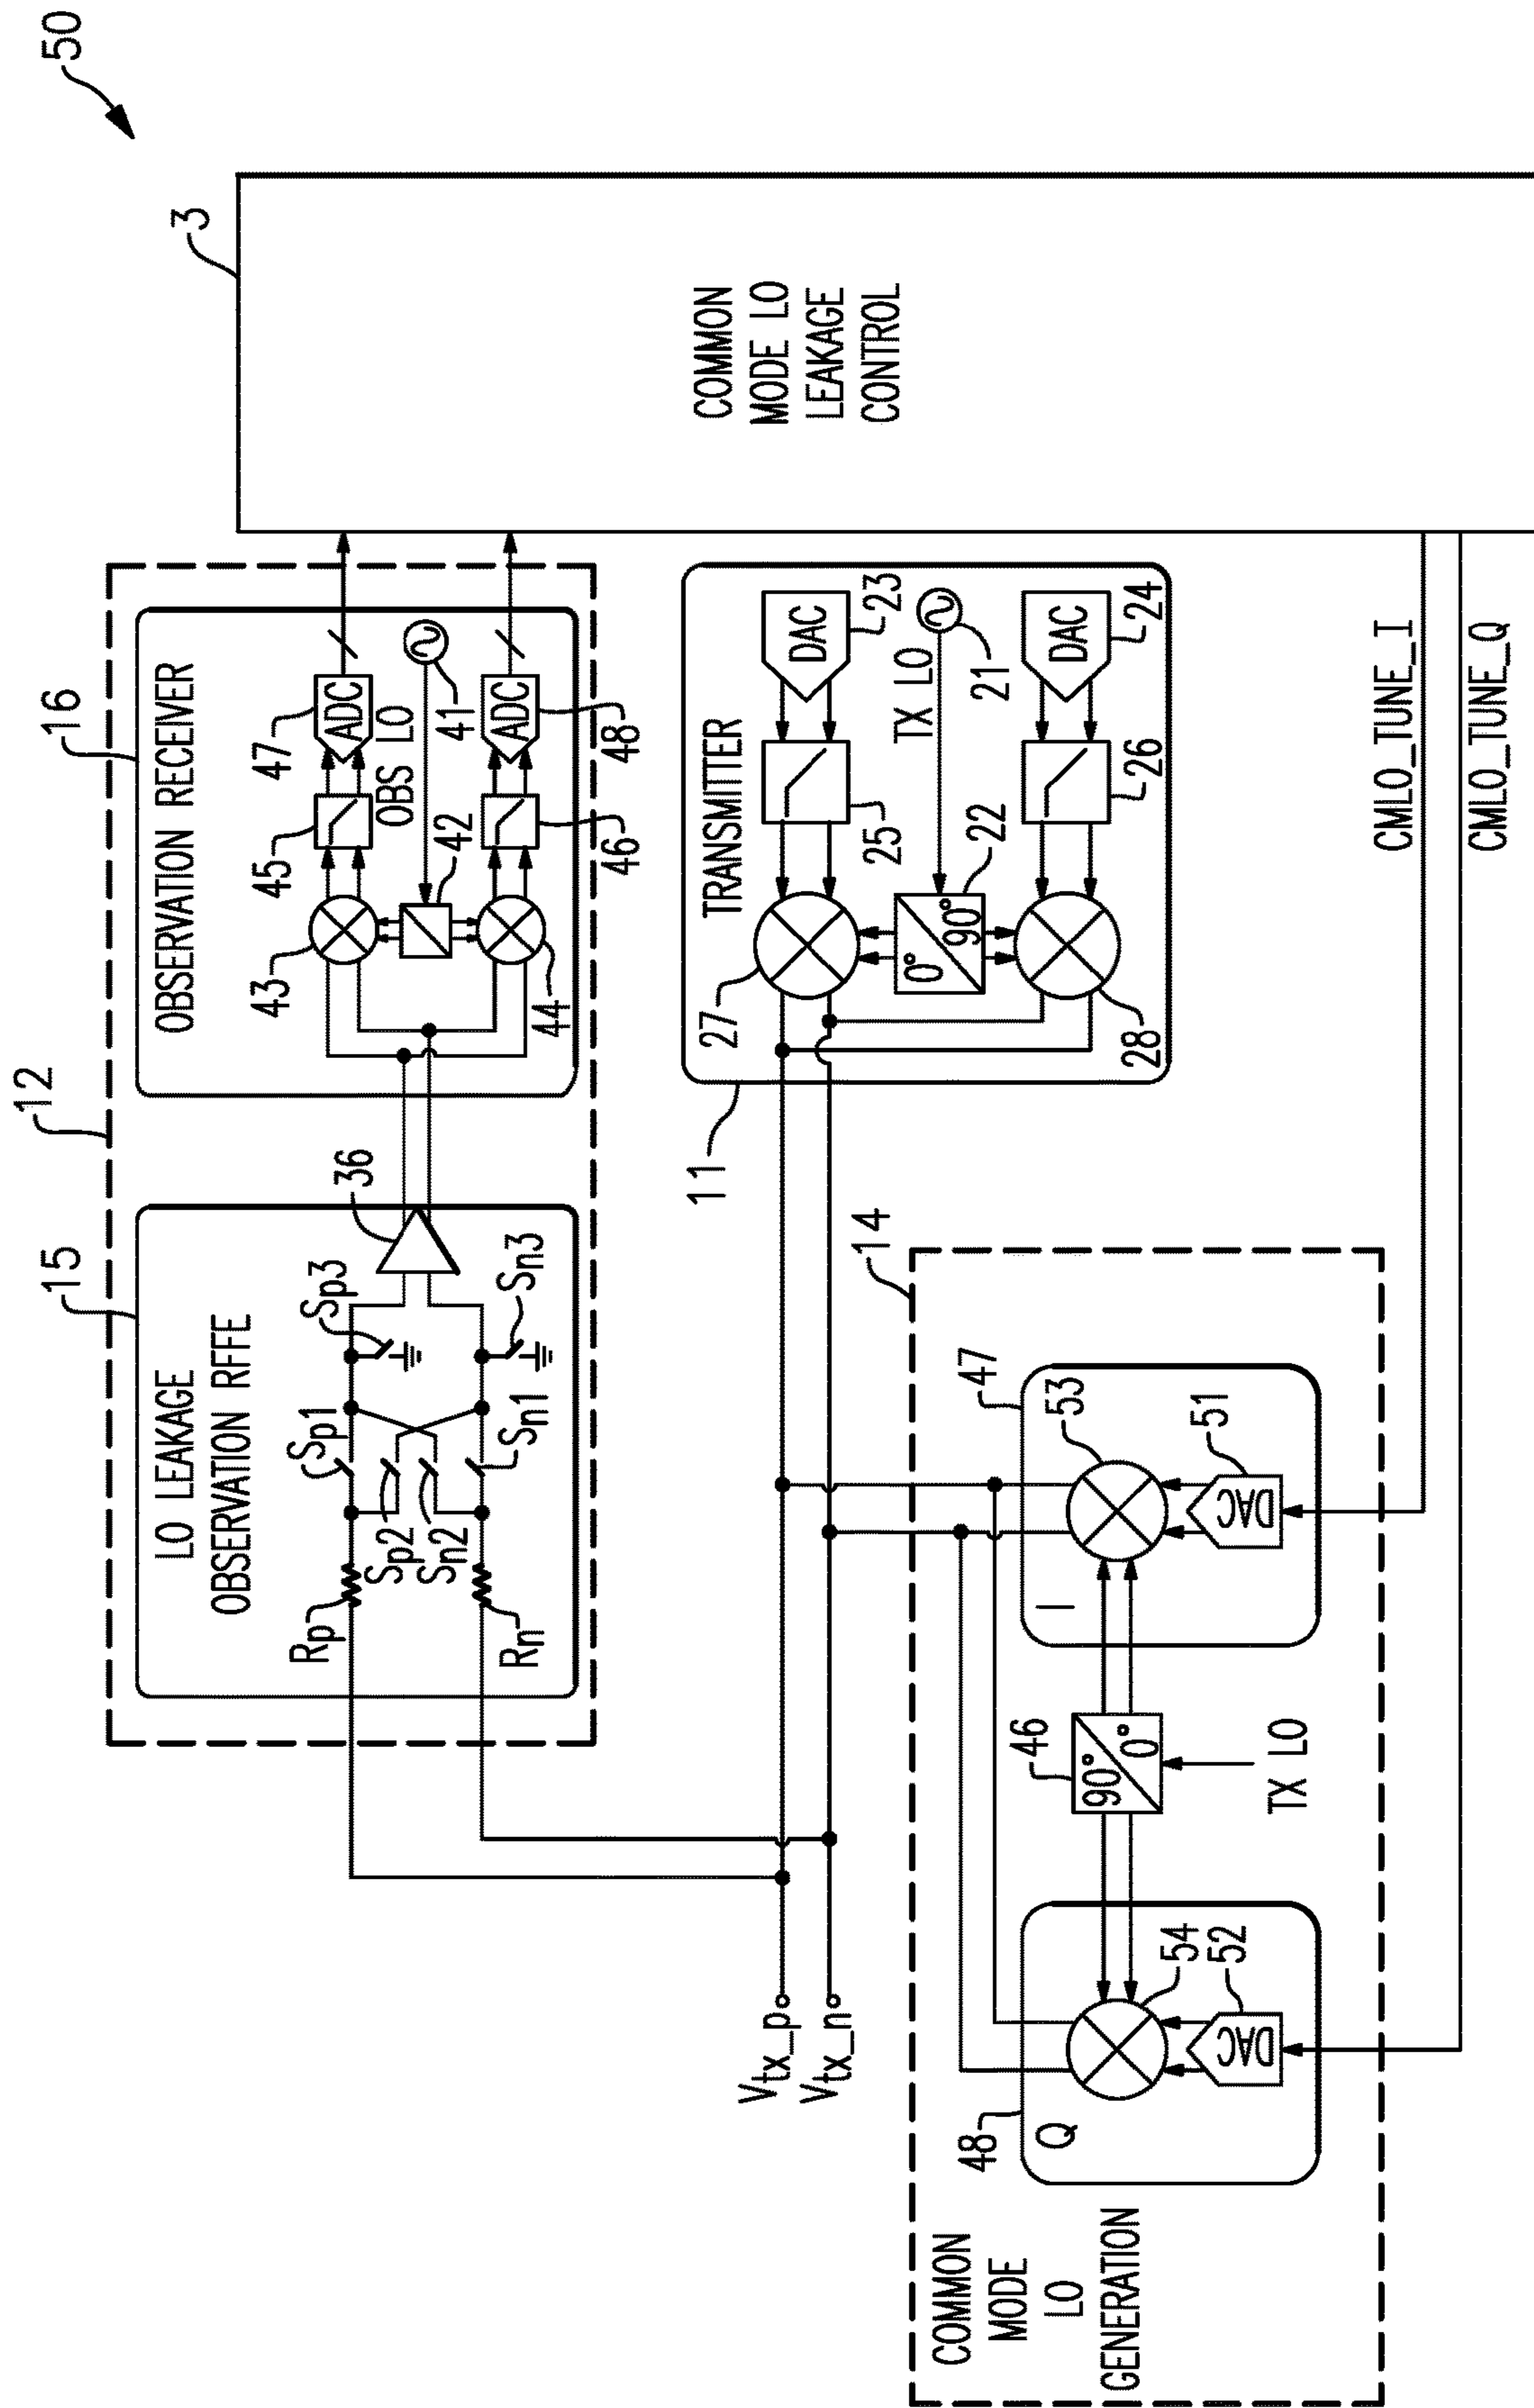 50
12
15
LO LEAKAGE
OBSERVATION RFFE
Rp
Rn
Sp1
Sp2
Sn2
Sn1
Sp3
Sn3
36
16
OBSERVATION RECEIVER
43
44
45
46
42
OBS LO
41
47
ADC
ADC
48
3
COMMON
MODE LO
LEAKAGE
CONTROL
Vtx_p
Vtx_n
11
TRANSMITTER
27
28
0°
90°
22
25
26
TX LO
21
DAC
23
DAC
24
14
COMMON
MODE
LO
GENERATION
48
Q
54
DAC
52
46
90°
0°
TX LO
47
I
53
DAC
51
CMLO_TUNE_I
CMLO_TUNE_Q